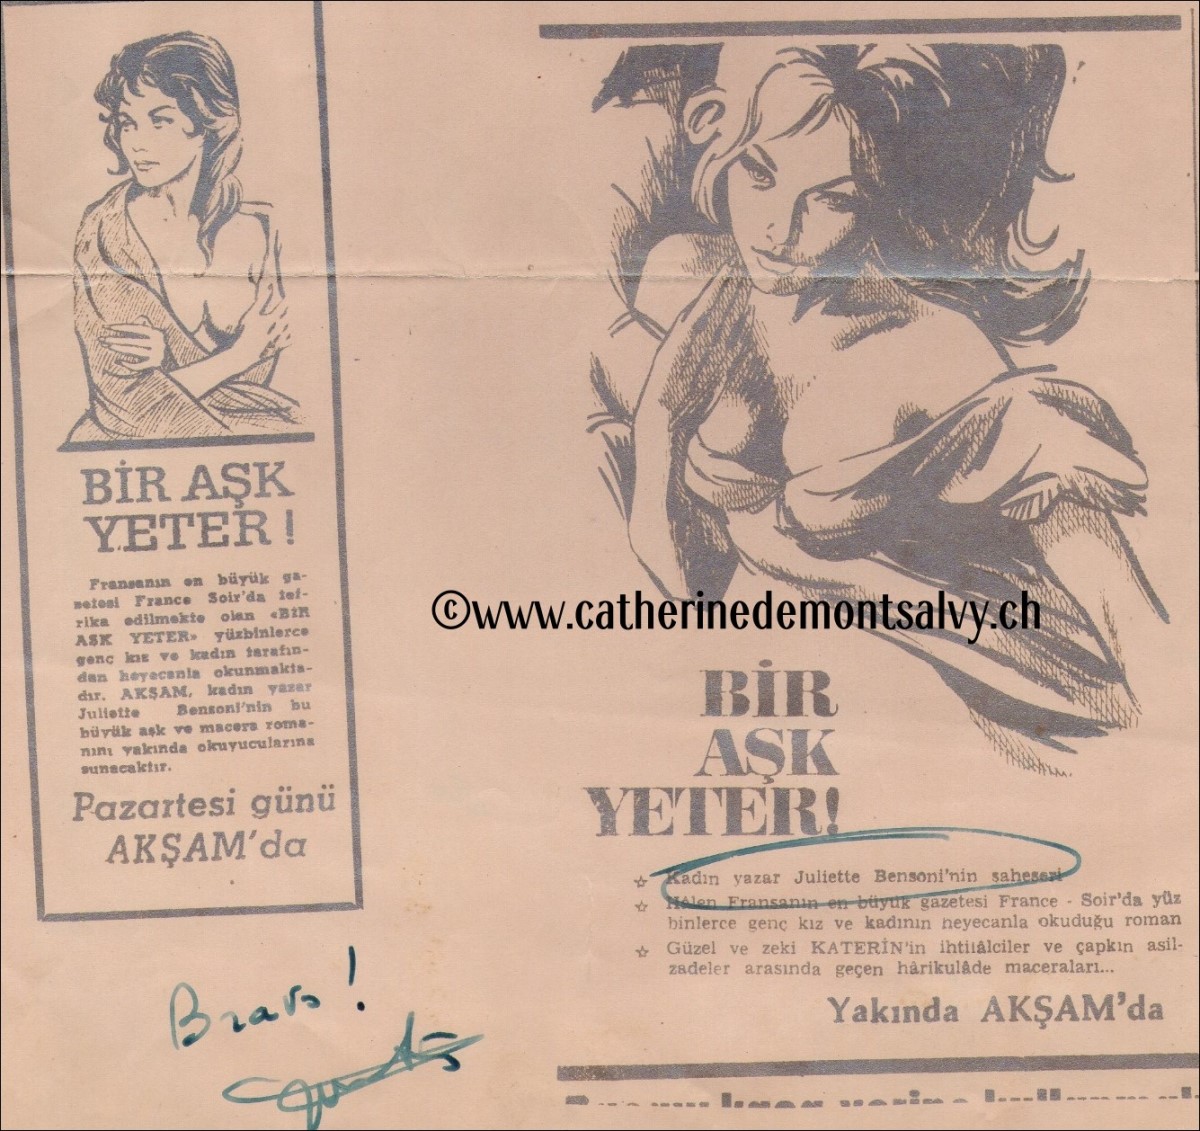 BİR AŞK
YETER!
Fransanın en büyük ga-
zetesi France Soir'da tef-
rika edilmekte olan «BİR
AŞK YETER» yüzbinlerce
genç kız ve kadın tarafın-
dan heyecanla okunmakta-
dır. AKŞAM, kadın yazar
Juliette Bensoni'nin bu
büyük aşk ve macera roma-
nını yakında okuyucularına
sunacaktır.
Pazartesi günü
AKŞAM'da
©www.catherinedemontsalvy.ch
BİR
AŞK
YETER!
☆ Kadın yazar Juliette Bensoni'nin şaheseri
☆ Hâlen Fransanın en büyük gazetesi France - Soir'da yüz
binlerce genç kız ve kadının heyecanla okuduğu roman
☆ Güzel ve zeki KATERİN'in ihtilâlciler ve çapkın asil-
zadeler arasında geçen hârikulâde maceraları...
Yakında AKŞAM'da
Bravo!